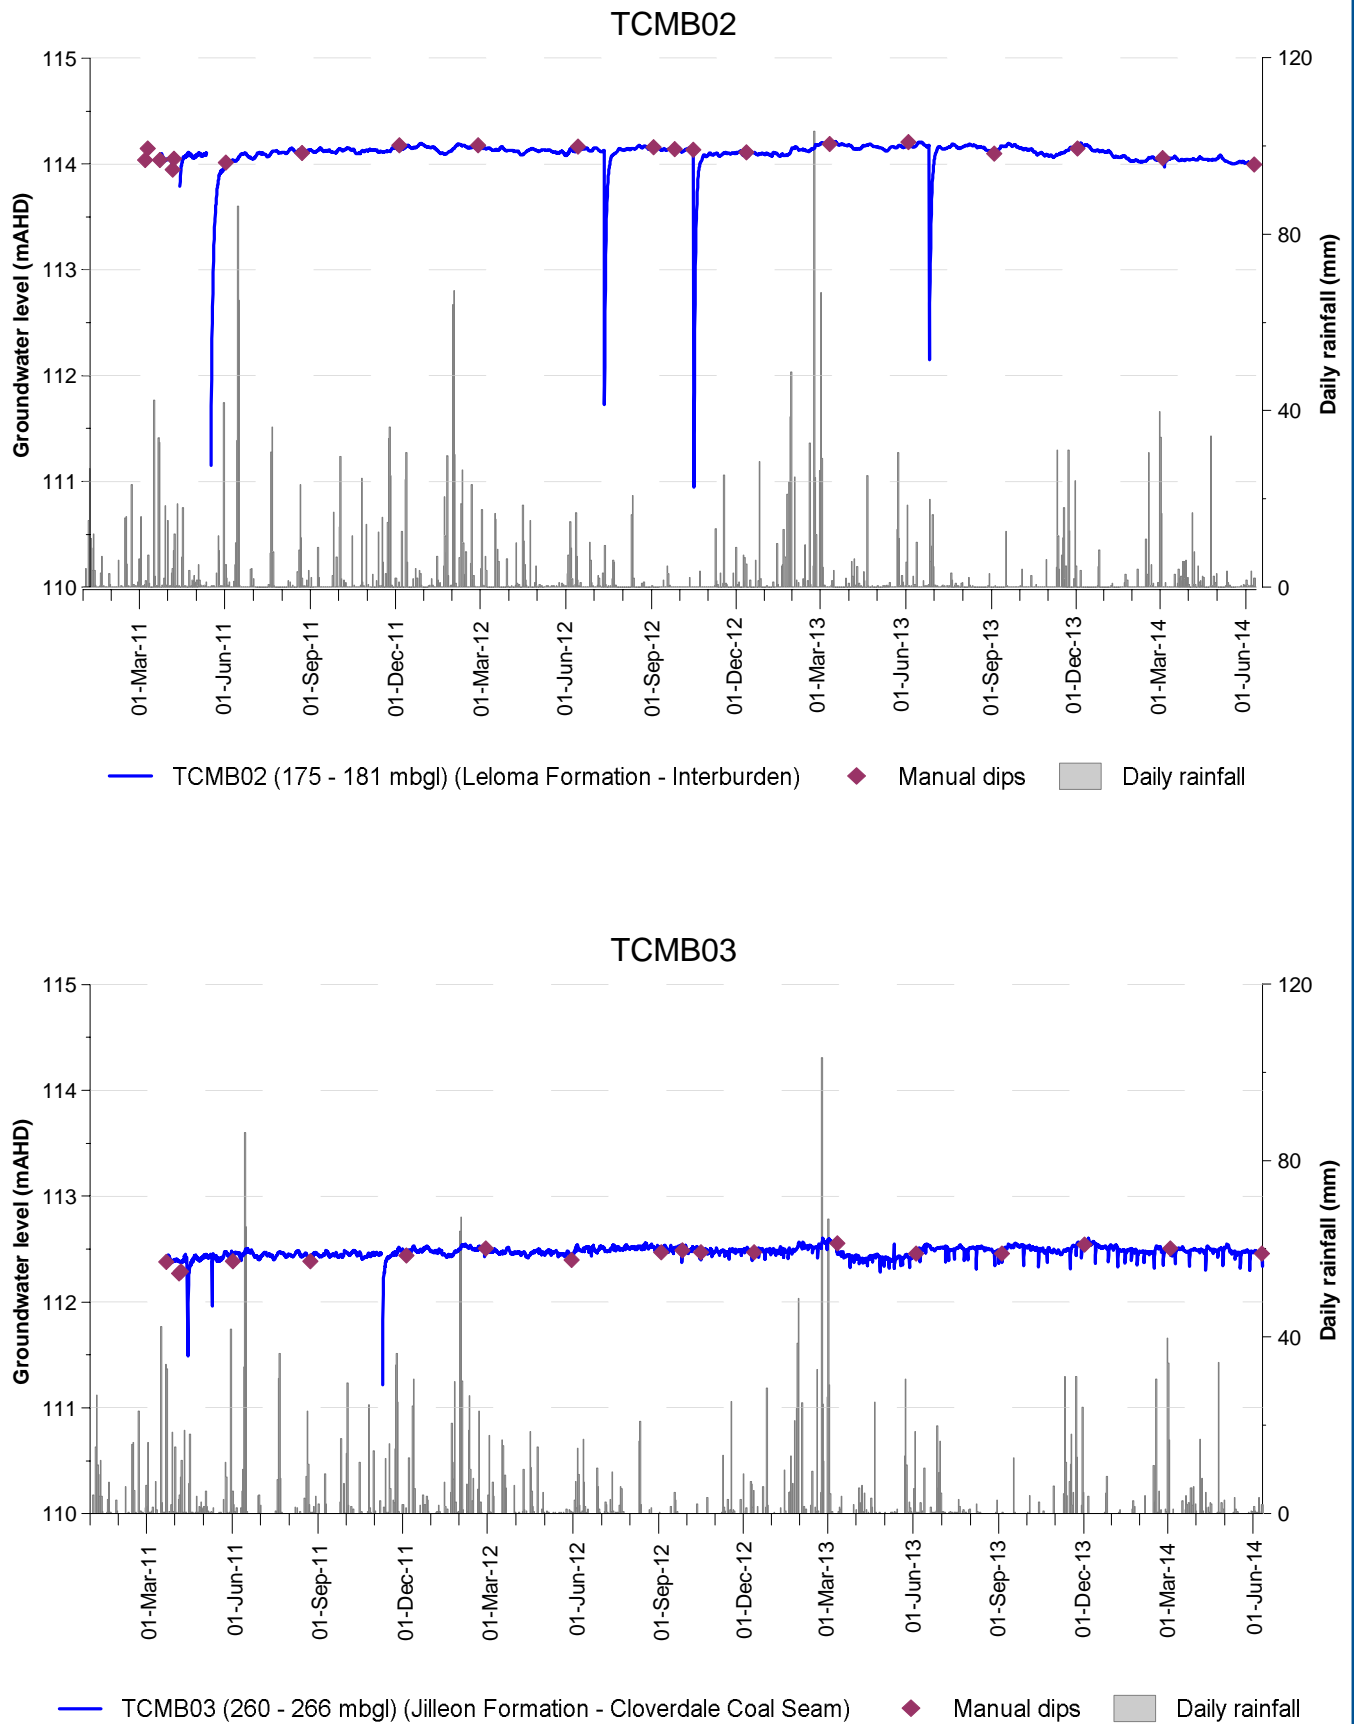 TCMB02
115
114
113
112
111
110
Groundwater level (mAHD)
120
80
40
0
Daily rainfall (mm)
01-Mar-11
01-Jun-11
01-Sep-11
01-Dec-11
01-Mar-12
01-Jun-12
01-Sep-12
01-Dec-12
01-Mar-13
01-Jun-13
01-Sep-13
01-Dec-13
01-Mar-14
01-Jun-14
TCMB02 (175 - 181 mbgl) (Leloma Formation - Interburden) Manual dips Daily rainfall
TCMB03
115
114
113
112
111
110
Groundwater level (mAHD)
120
80
40
0
Daily rainfall (mm)
01-Mar-11
01-Jun-11
01-Sep-11
01-Dec-11
01-Mar-12
01-Jun-12
01-Sep-12
01-Dec-12
01-Mar-13
01-Jun-13
01-Sep-13
01-Dec-13
01-Mar-14
01-Jun-14
TCMB03 (260 - 266 mbgl) (Jilleon Formation - Cloverdale Coal Seam) Manual dips Daily rainfall